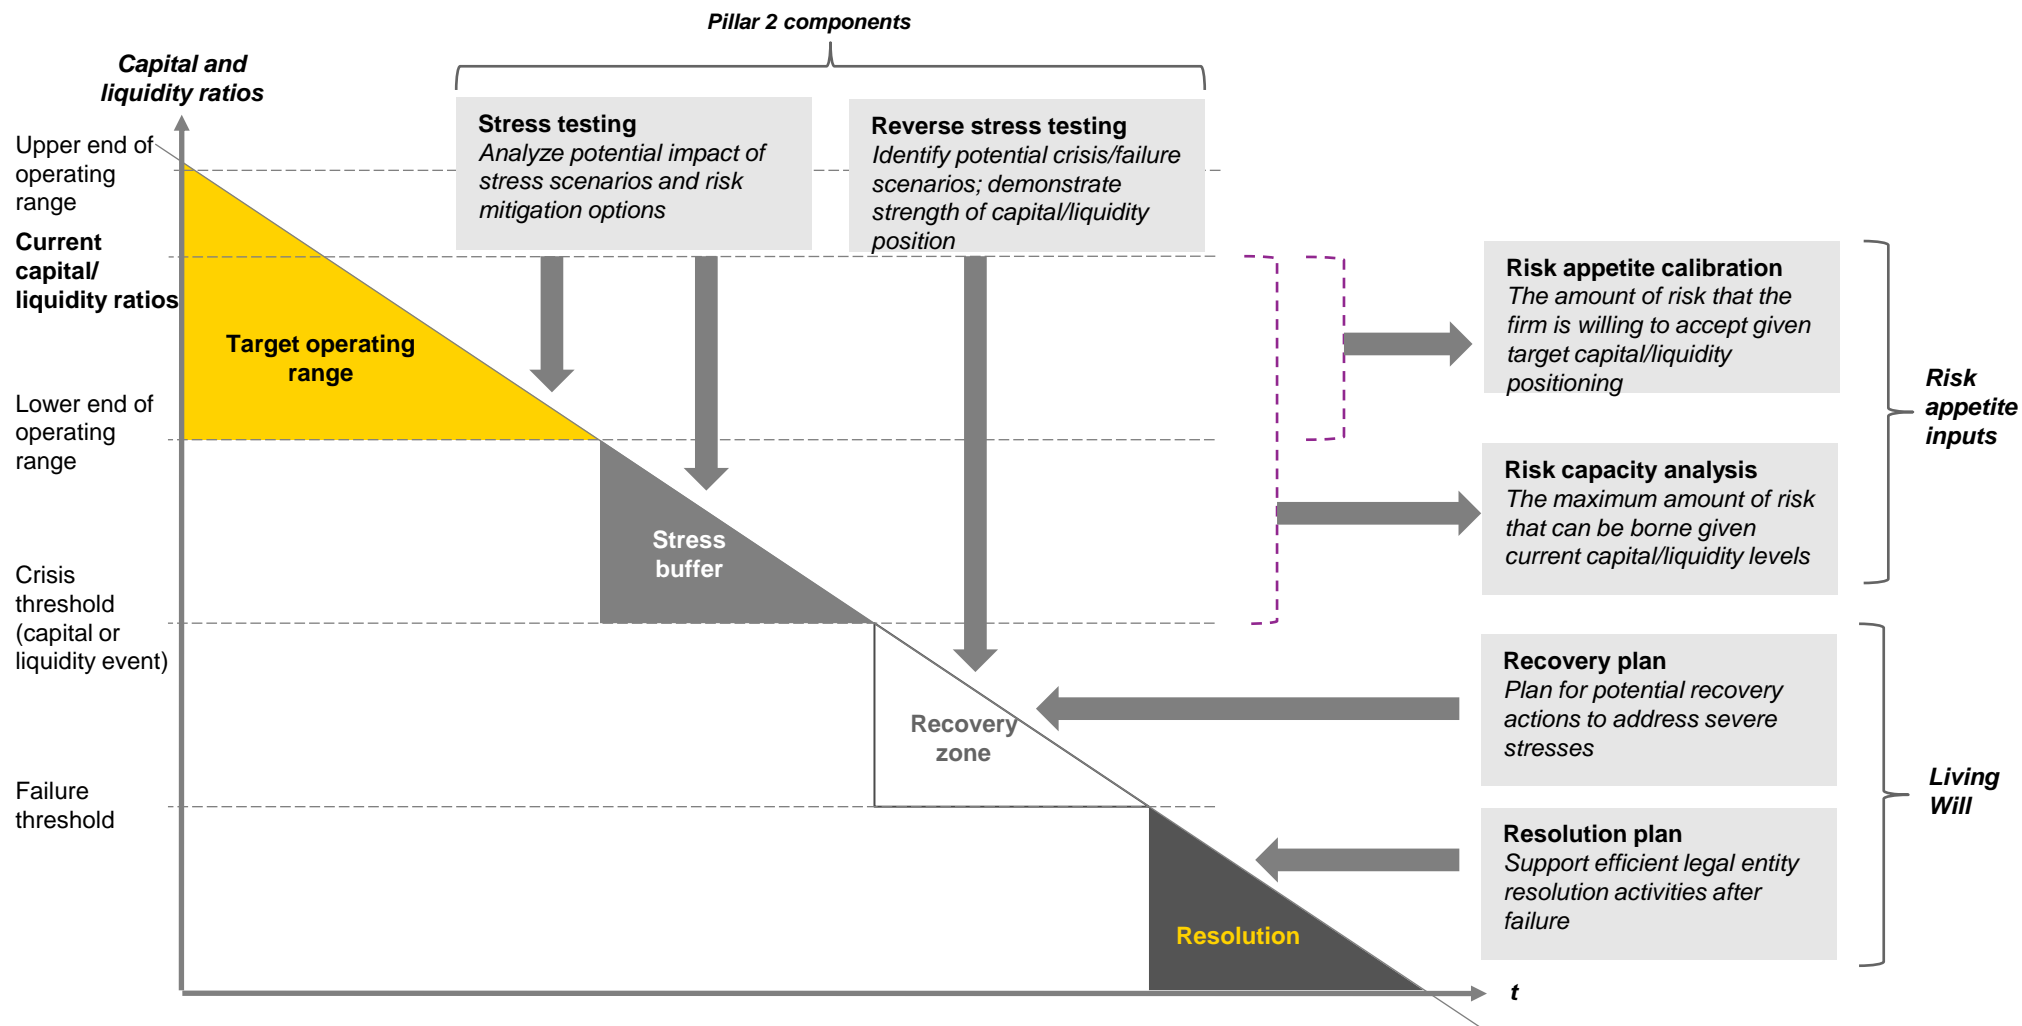 Pillar 2 components
Capital and
liquidity ratios
Upper end of
operating
range
Current
capital/
liquidity ratios
Lower end of
operating
range
Crisis
threshold
(capital or
liquidity event)
Failure
threshold
Stress testing
Analyze potential impact of
stress scenarios and risk
mitigation options
Reverse stress testing
Identify potential crisis/failure
scenarios; demonstrate
strength of capital/liquidity
position
Target operating
range
Stress
buffer
Recovery
zone
Resolution
t
Risk appetite calibration
The amount of risk that the
firm is willing to accept given
target capital/liquidity
positioning
Risk capacity analysis
The maximum amount of risk
that can be borne given
current capital/liquidity levels
Risk
appetite
inputs
Recovery plan
Plan for potential recovery
actions to address severe
stresses
Resolution plan
Support efficient legal entity
resolution activities after
failure
Living
Will